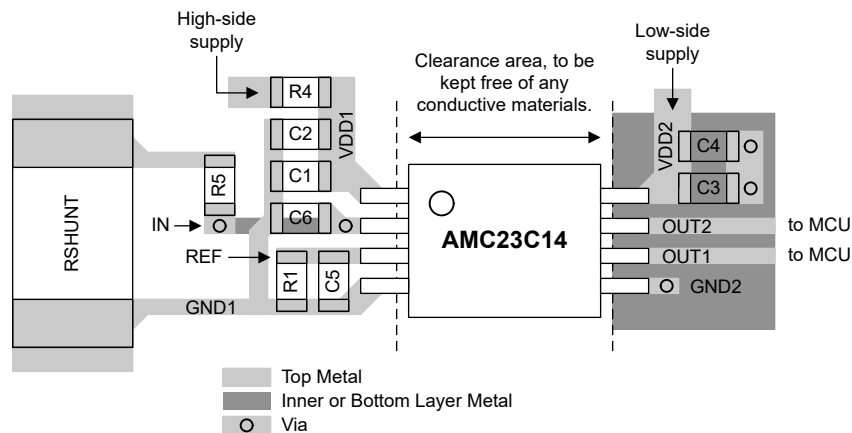 High-side
supply
Low-side
supply
Clearance area, to be
kept free of any
conductive materials.
R4
C2
VDD1
C1
R5
C6
IN
REF
RSHUNT
R1
C5
GND1
AMC23C14
VDD2
C4
C3
OUT2
to MCU
OUT1
to MCU
GND2
Top Metal
Inner or Bottom Layer Metal
Via